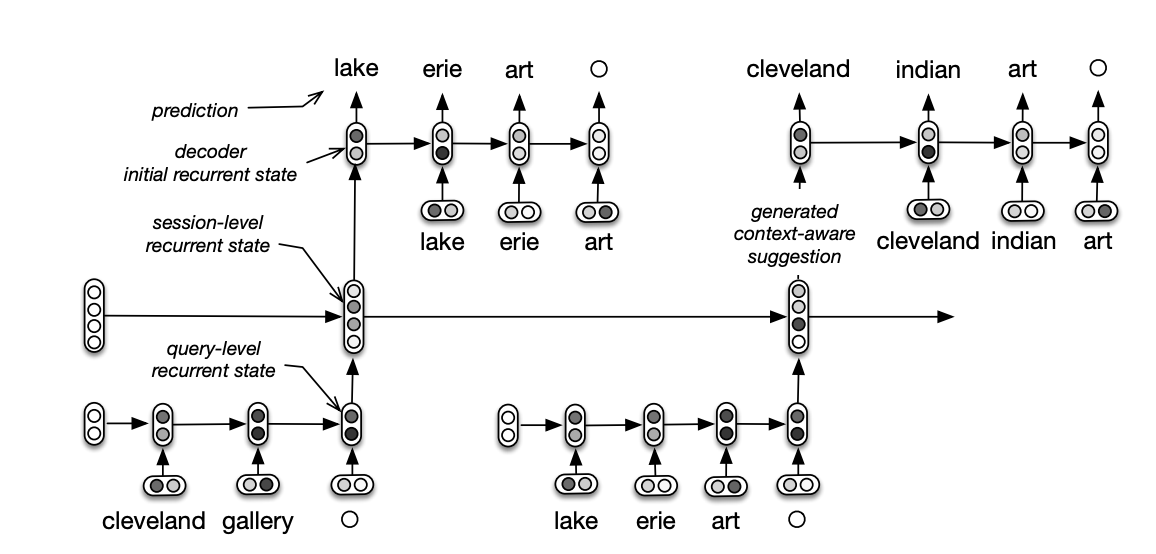 lake erie art
cleveland indian art
prediction
decoder
initial recurrent state
session-level
recurrent state
lake erie art
generated
context-aware
suggestion
cleveland indian art
query-level
recurrent state
cleveland gallery
lake erie art